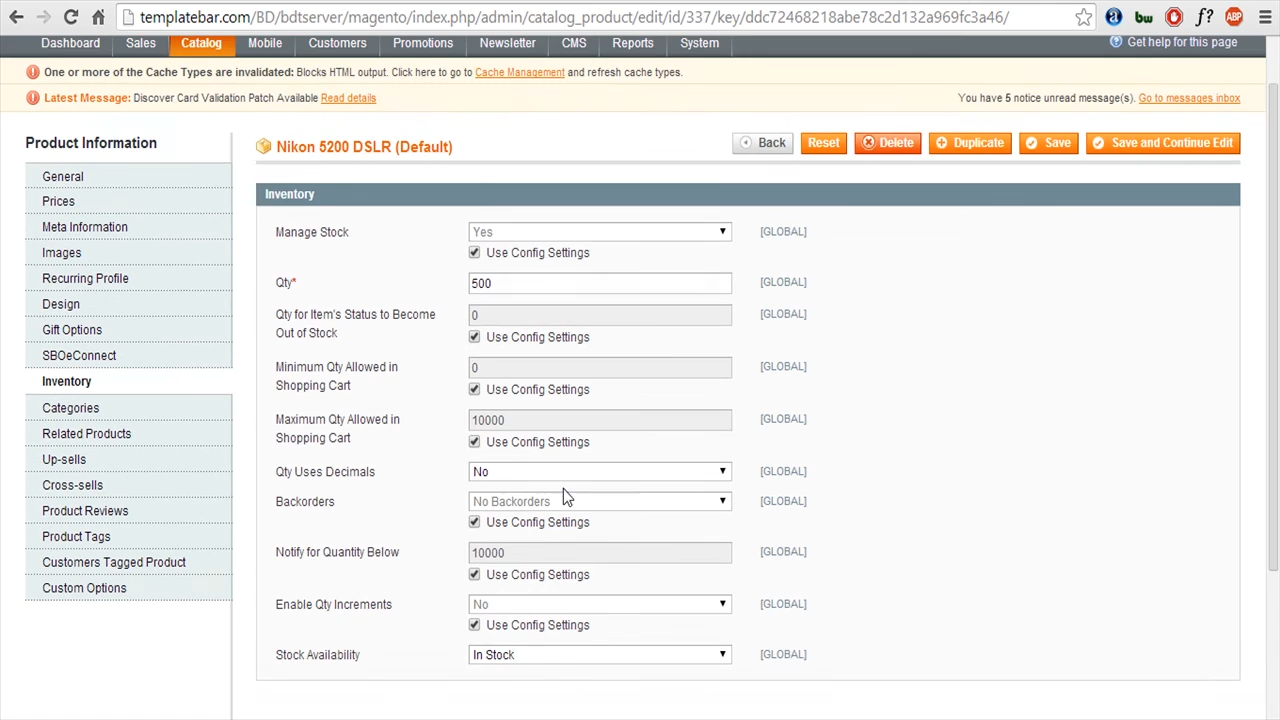 templatebar.com/BD/bdtserver/magento/index.php/admin/catalog_product/edit/id/337/key/ddc72468218abe78c2d132a969fc3a46/
a bw f? ABP
Dashboard Sales Catalog Mobile Customers Promotions Newsletter CMS Reports System Get help for this page
One or more of the Cache Types are invalidated: Blocks HTML output. Click here to go to Cache Management and refresh cache types.
Latest Message: Discover Card Validation Patch Available Read details You have 5 notice unread message(s). Go to messages inbox
Product Information
General
Prices
Meta Information
Images
Recurring Profile
Design
Gift Options
SBOeConnect
Inventory
Categories
Related Products
Up-sells
Cross-sells
Product Reviews
Product Tags
Customers Tagged Product
Custom Options
Nikon 5200 DSLR (Default) Back Reset Delete Duplicate Save Save and Continue Edit
Inventory
Manage Stock Yes [GLOBAL]
Use Config Settings
Qty* 500 [GLOBAL]
Qty for Item's Status to Become 0 [GLOBAL]
Out of Stock Use Config Settings
Minimum Qty Allowed in 0 [GLOBAL]
Shopping Cart Use Config Settings
Maximum Qty Allowed in 10000 [GLOBAL]
Shopping Cart Use Config Settings
Qty Uses Decimals No [GLOBAL]
Backorders No Backorders [GLOBAL]
Use Config Settings
Notify for Quantity Below 10000 [GLOBAL]
Use Config Settings
Enable Qty Increments No [GLOBAL]
Use Config Settings
Stock Availability In Stock [GLOBAL]